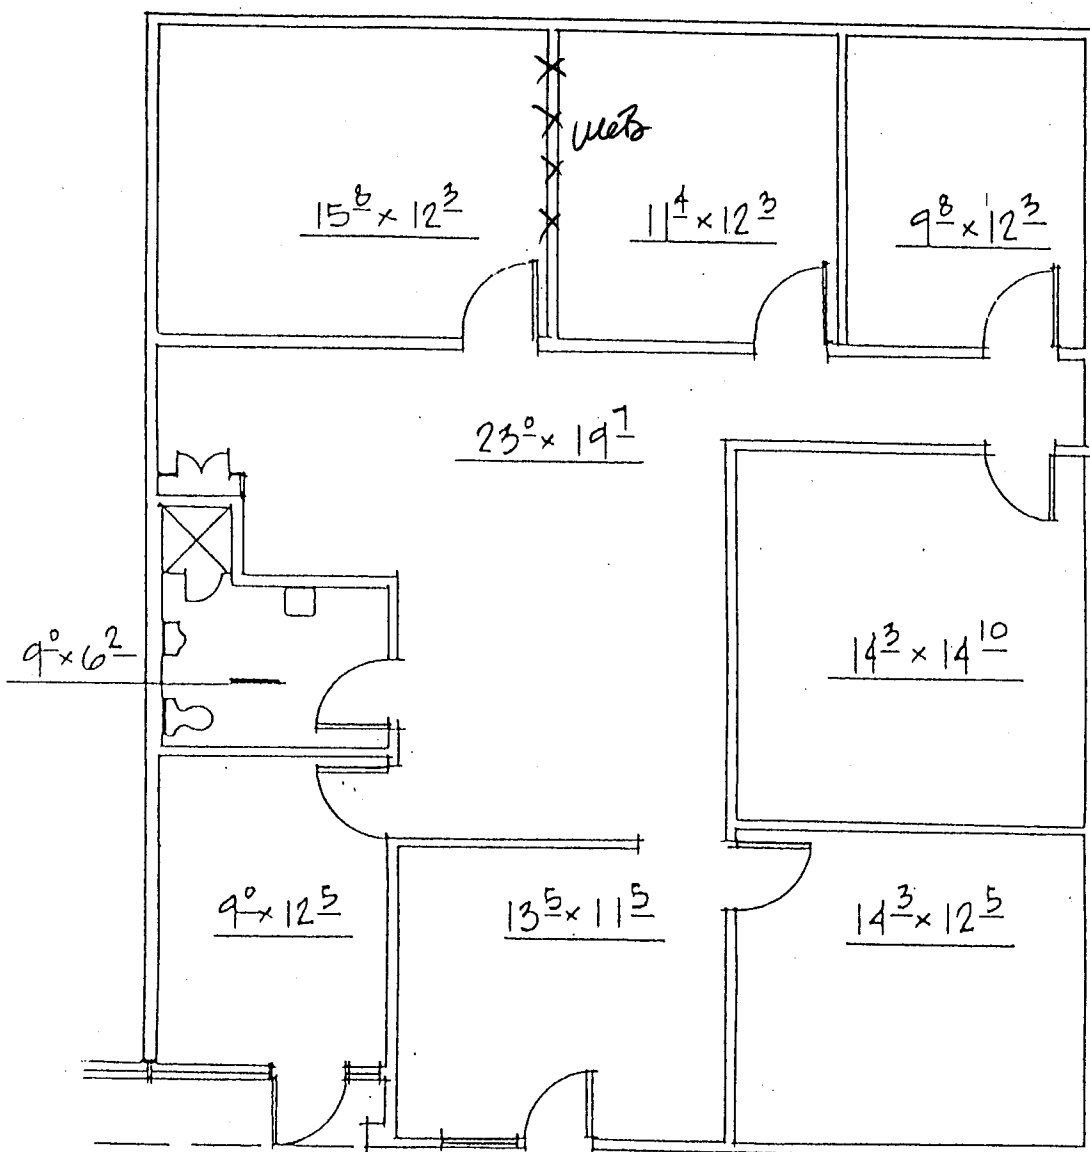 15⁸ x 12³
11⁴ x 12³
9⁸ x 12³
23⁰ x 19⁷
9⁰ x 6²
14³ x 14¹⁰
9⁰ x 12⁵
13⁵ x 11⁵
14³ x 12⁵